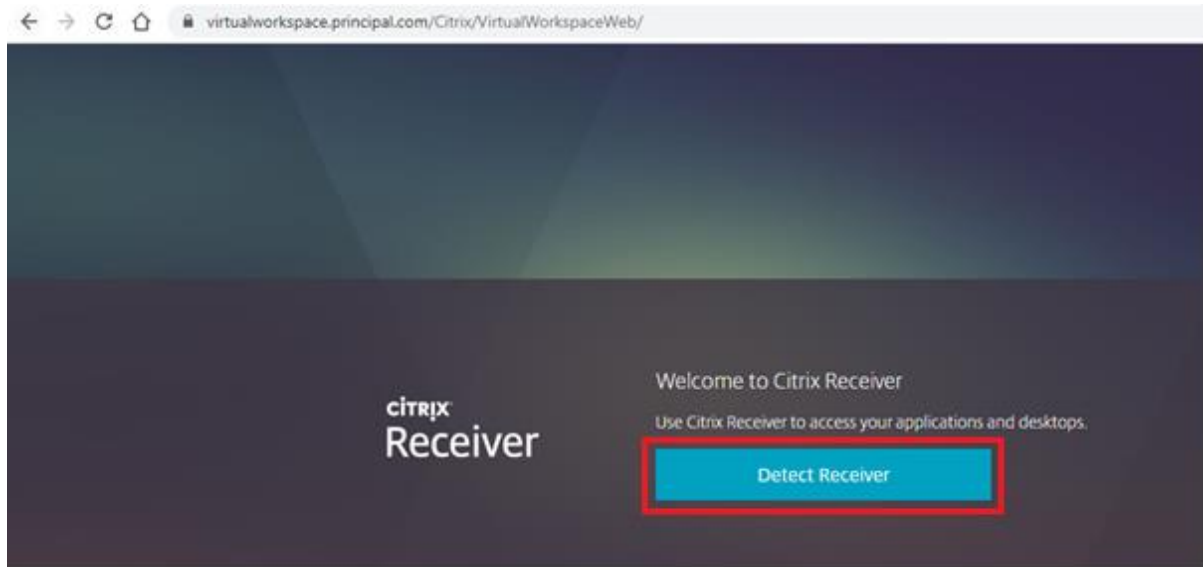 virtualworkspace.principal.com/Citrix/VirtualWorkspaceWeb/
Welcome to Citrix Receiver
CITRIX
Receiver
Use Citrix Receiver to access your applications and desktops.
Detect Receiver